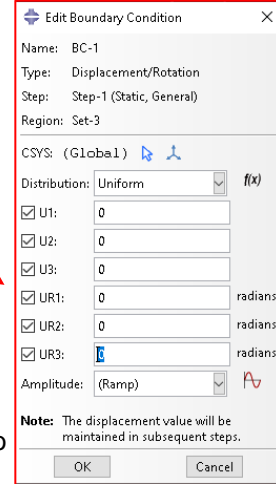 Edit Boundary Condition
Name: BC-1
Type: Displacement/Rotation
Step: Step-1 (Static, General)
Region: Set-3
CSYS: (Global)
Distribution: Uniform f(x)
U1: 0
U2: 0
U3: 0
UR1: 0 radians
UR2: 0 radians
UR3: 0 radians
Amplitude: (Ramp)
Note: The displacement value will be
maintained in subsequent steps.
OK Cancel